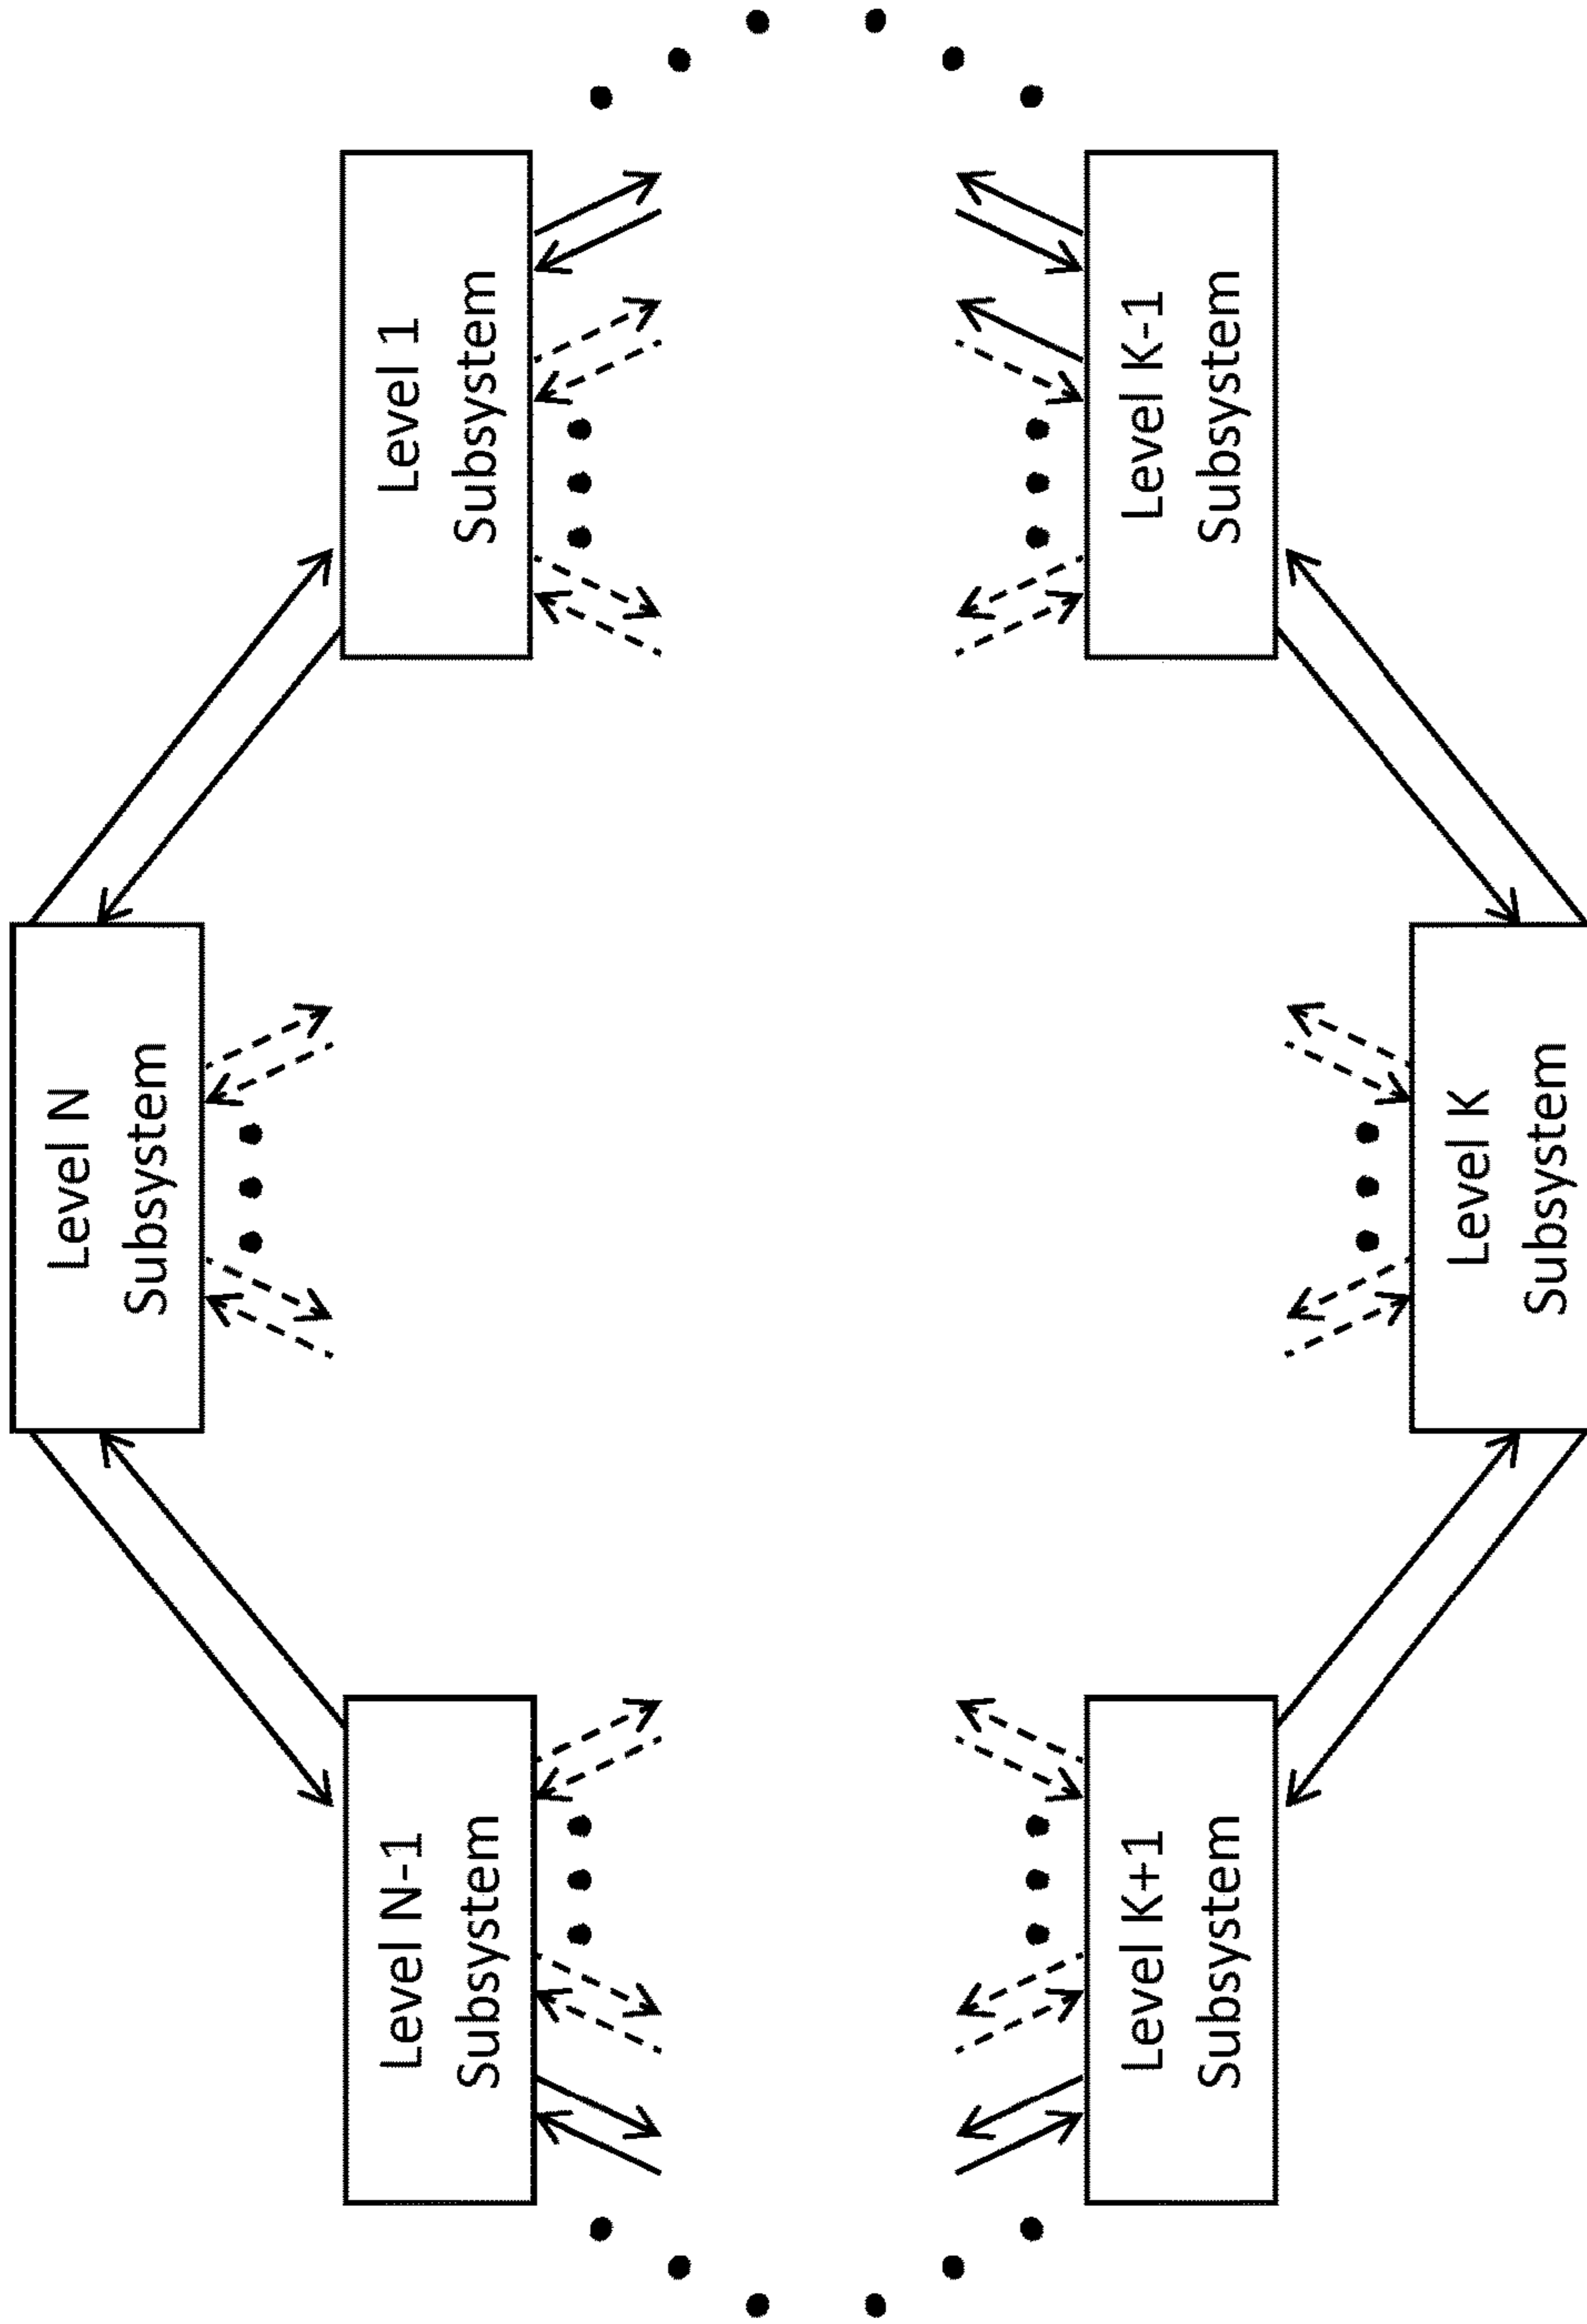 Level N
Subsystem
Level N-1
Subsystem
Level 1
Subsystem
Level K+1
Subsystem
Level K-1
Subsystem
Level K
Subsystem